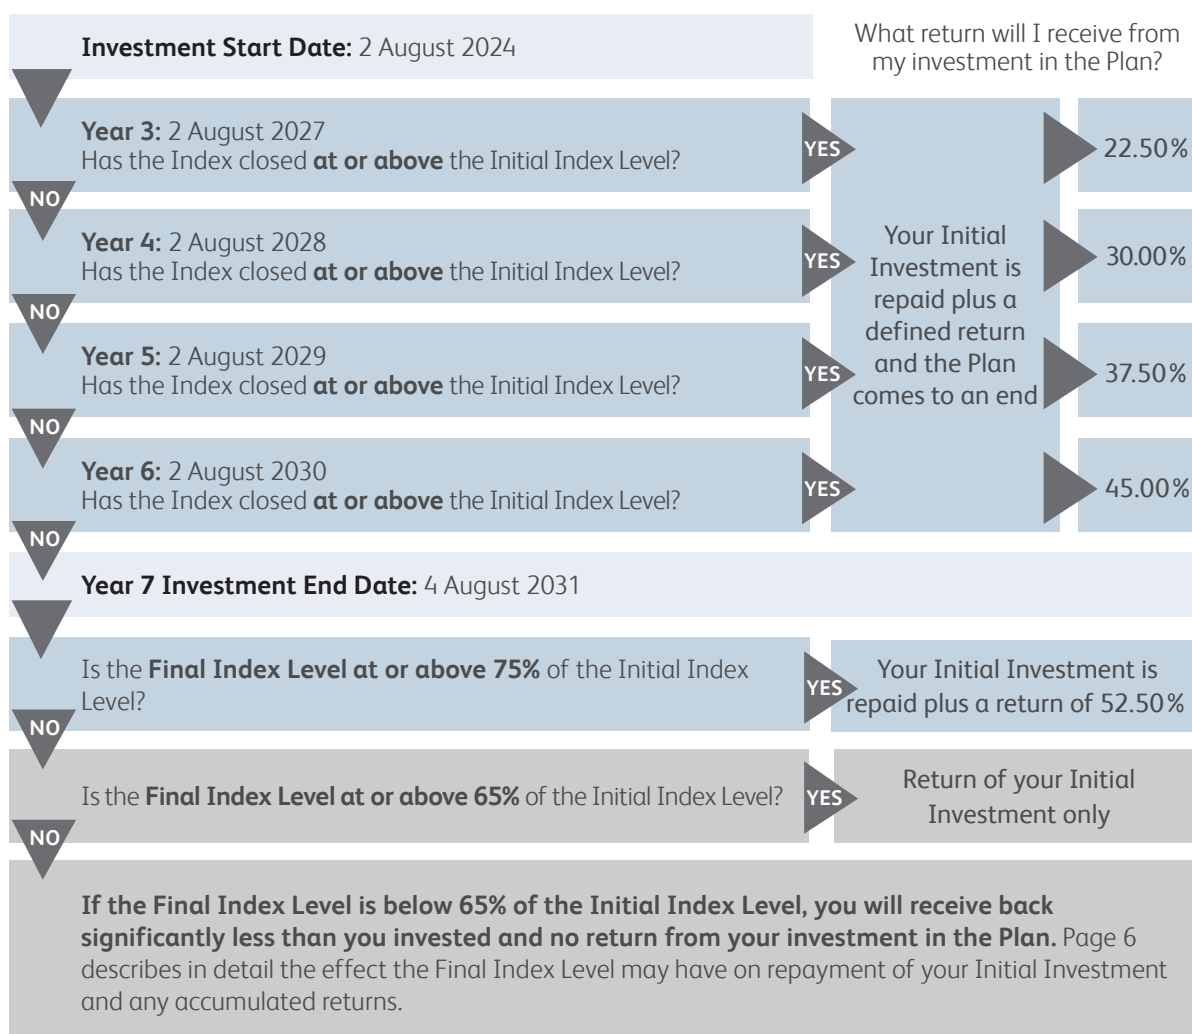 Investment Start Date: 2 August 2024
What return will I receive from
my investment in the Plan?
Year 3: 2 August 2027
Has the Index closed at or above the Initial Index Level?
YES
22.50%
NO
Year 4: 2 August 2028
Has the Index closed at or above the Initial Index Level?
YES
30.00%
NO
Year 5: 2 August 2029
Has the Index closed at or above the Initial Index Level?
YES
37.50%
NO
Year 6: 2 August 2030
Has the Index closed at or above the Initial Index Level?
YES
45.00%
Your Initial
Investment is
repaid plus a
defined return
and the Plan
comes to an end
NO
Year 7 Investment End Date: 4 August 2031
Is the Final Index Level at or above 75% of the Initial Index
Level?
YES
Your Initial Investment is
repaid plus a return of 52.50%
NO
Is the Final Index Level at or above 65% of the Initial Index Level?
YES
Return of your Initial
Investment only
NO
If the Final Index Level is below 65% of the Initial Index Level, you will receive back
significantly less than you invested and no return from your investment in the Plan. Page 6
describes in detail the effect the Final Index Level may have on repayment of your Initial Investment
and any accumulated returns.